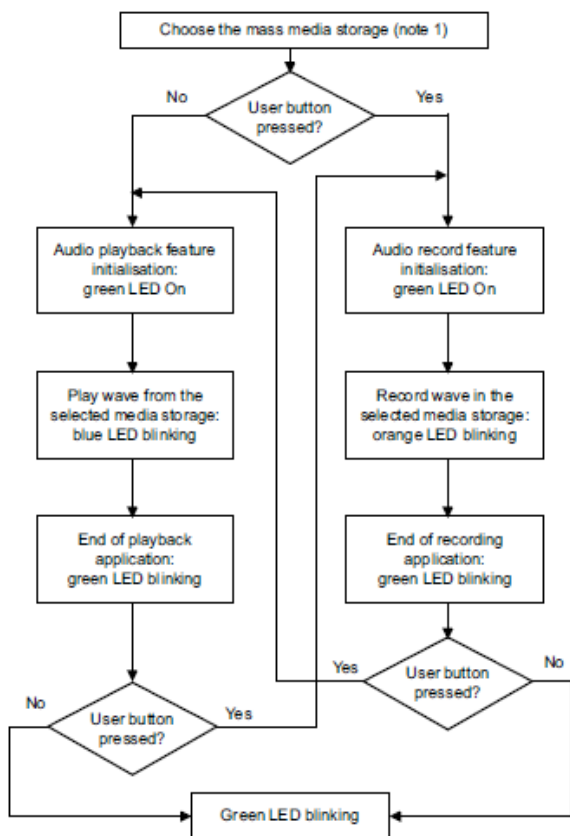 Choose the mass media storage (note 1)
No
User button
pressed?
Yes
Audio playback feature
initialisation:
green LED On
Audio record feature
initialisation:
green LED On
Play wave from the
selected media storage:
blue LED blinking
Record wave in the
selected media storage:
orange LED blinking
End of playback
application:
green LED blinking
End of recording
application:
green LED blinking
Yes
User button
pressed?
No
No
User button
pressed?
Yes
Green LED blinking